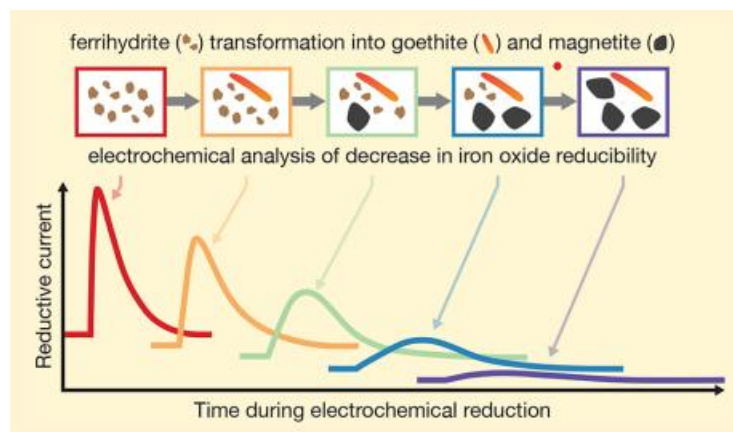 ferrihydrite () transformation into goethite () and magnetite ()
electrochemical analysis of decrease in iron oxide reducibility
Reductive current
Time during electrochemical reduction